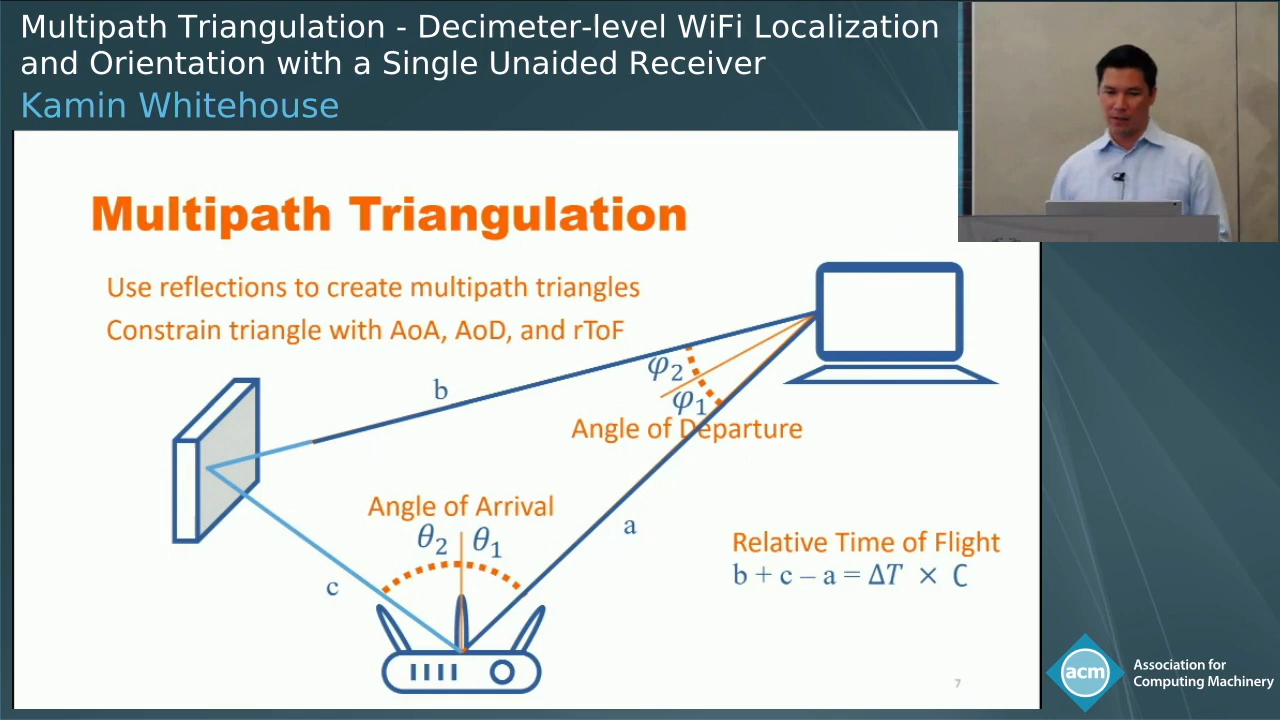 Multipath Triangulation - Decimeter-level WiFi Localization
and Orientation with a Single Unaided Receiver
Kamin Whitehouse
Multipath Triangulation
Use reflections to create multipath triangles
Constrain triangle with AoA, AoD, and rToF
b
φ2
φ1
Angle of Departure
Angle of Arrival
θ2 θ1
a
Relative Time of Flight
b + c – a = ΔT × C
c
7
acm
Association for
Computing Machinery